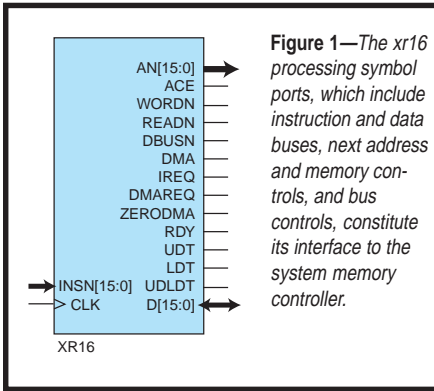 AN[15:0]
ACE
WORDN
READN
DBUSN
DMA
IREQ
DMAREQ
ZERODMA
RDY
UDT
LDT
INSN[15:0] UDLDT
CLK D[15:0]
XR16
Figure 1—The xr16
processing symbol
ports, which include
instruction and data
buses, next address
and memory con-
trols, and bus
controls, constitute
its interface to the
system memory
controller.